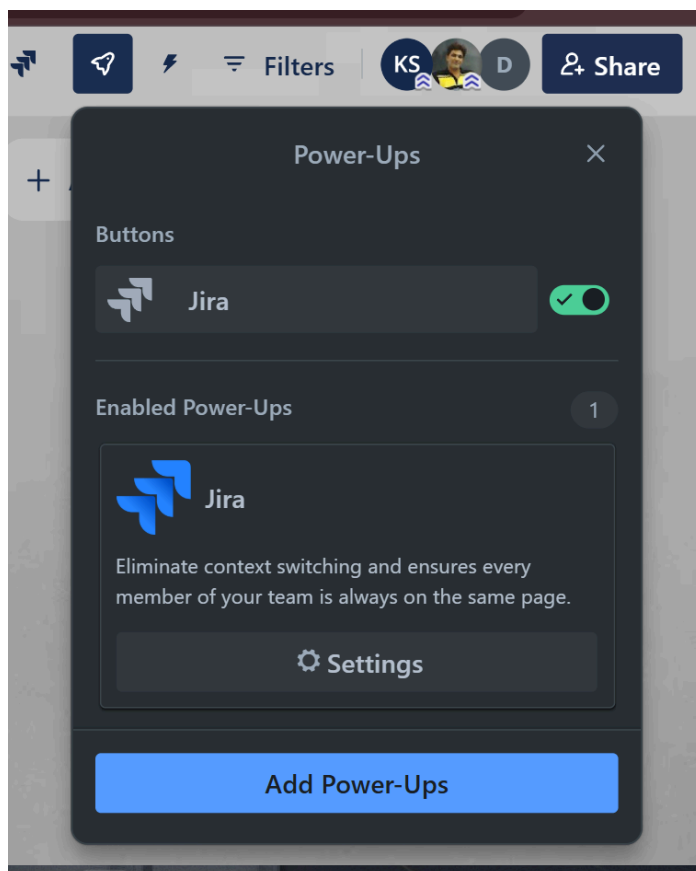 Filters
KS
D
Share
Power-Ups
Buttons
Jira
Enabled Power-Ups
1
Jira
Eliminate context switching and ensures every
member of your team is always on the same page.
Settings
Add Power-Ups